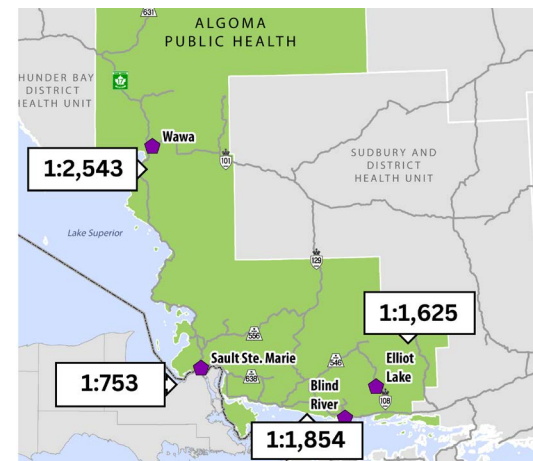 631
ALGOMA
PUBLIC HEALTH
17
HUNDER BAY
DISTRICT
HEALTH UNIT
Wawa
101
1:2,543
SUDBURY AND
DISTRICT
HEALTH UNIT
Lake Superior
129
1:1,625
556
Sault Ste. Marie
546
Elliot
Lake
638
1:753
Blind
River
108
1:1,854